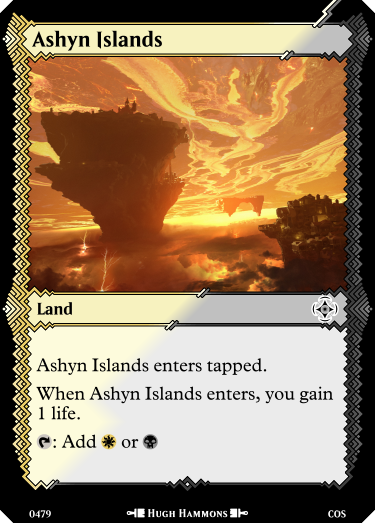 Ashyn Islands
Land
Ashyn Islands enters tapped.
When Ashyn Islands enters, you gain
1 life.
: Add or
0479
Hugh Hammons
COS